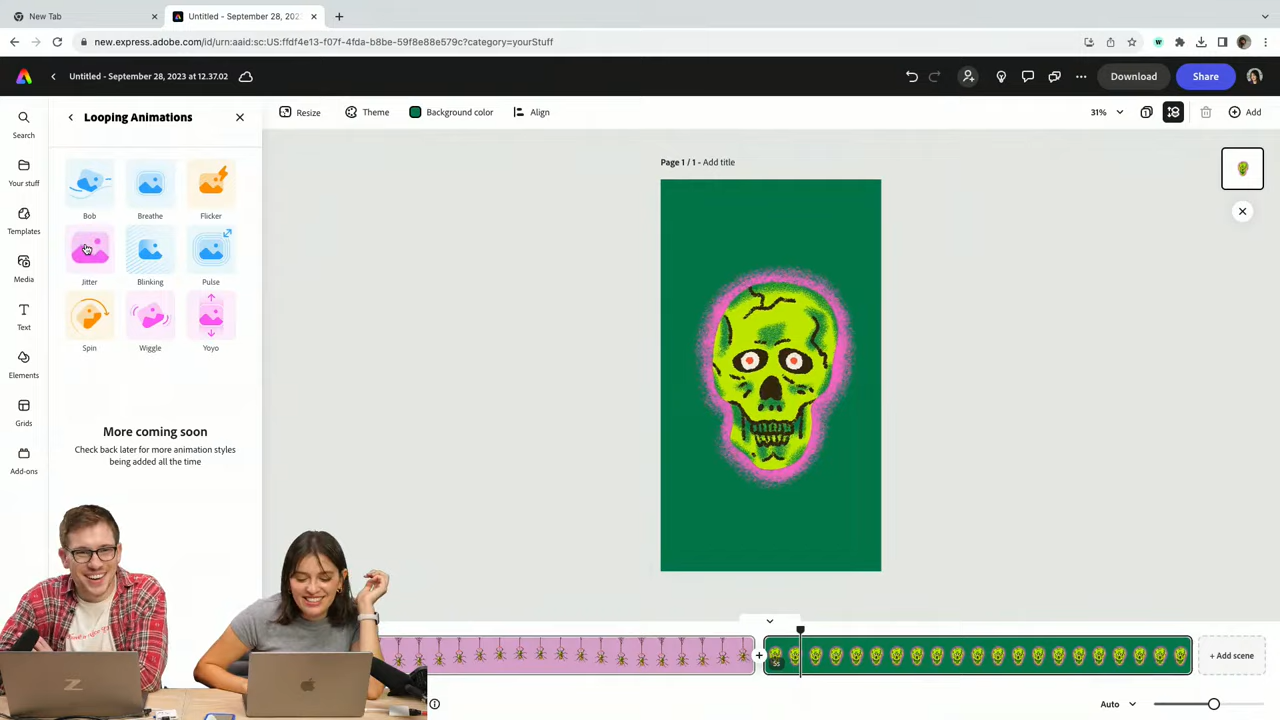 New Tab
Untitled - September 28, 202
new.express.adobe.com/id/urn:aaid:sc:US:ffdf4e13-f07f-4fda-b8be-59f8e88e579c?category=yourStuff
Untitled - September 28, 2023 at 12.37.02
Download
Share
Search
Your stuff
Templates
Media
Text
Elements
Grids
Add-ons
Looping Animations
Bob
Breathe
Flicker
Jitter
Blinking
Pulse
Spin
Wiggle
Yoyo
More coming soon
Check back later for more animation styles
being added all the time
Resize
Theme
Background color
Align
31%
1
Add
Page 1 / 1 - Add title
5s
+ Add scene
Auto